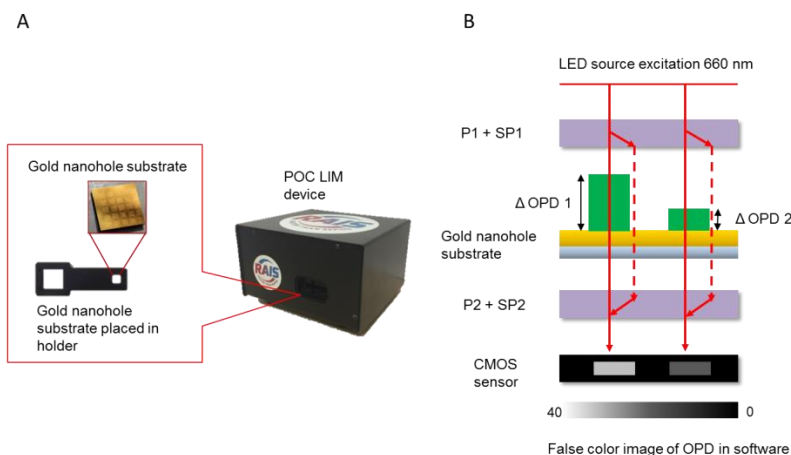 A
Gold nanohole substrate
POC LIM
device
RAIS
RAIS
Gold nanohole
substrate placed in
holder
B
LED source excitation 660 nm
P1 + SP1
Δ OPD 1
Δ OPD 2
Gold nanohole
substrate
P2 + SP2
CMOS
sensor
40
0
False color image of OPD in software